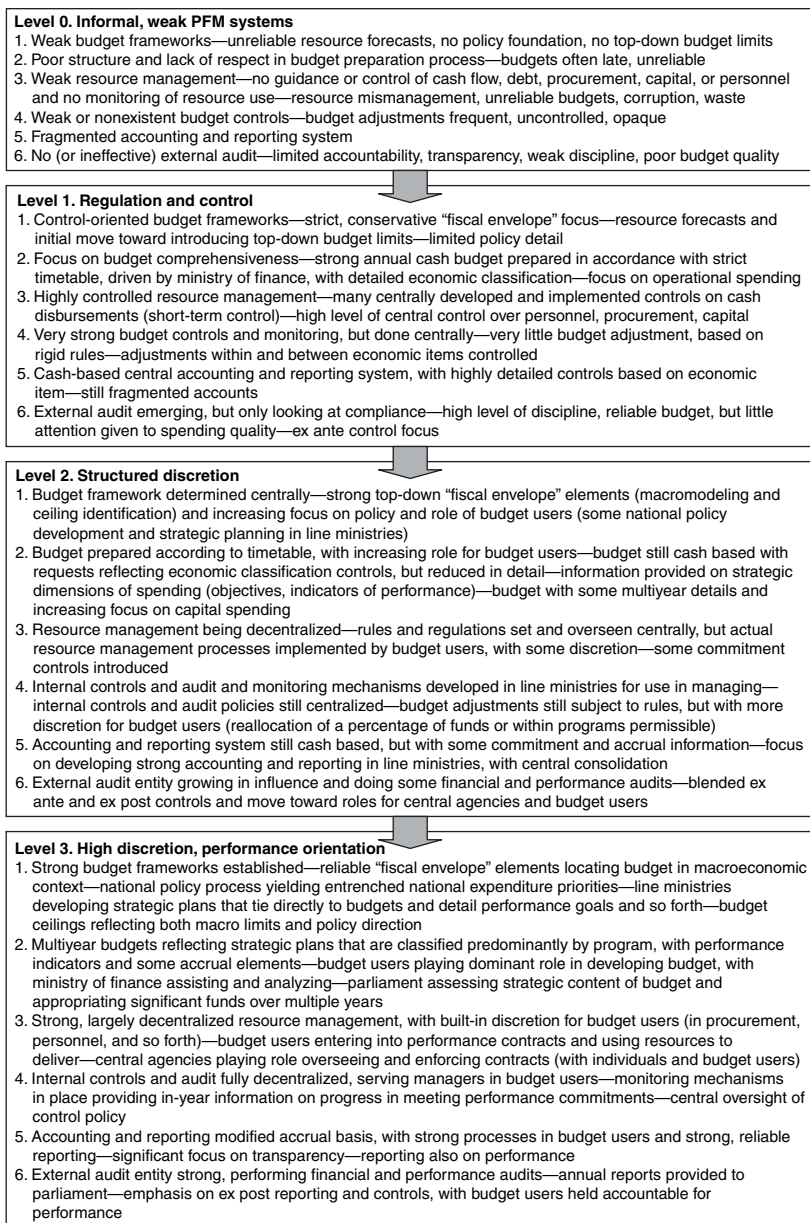 Level 0. Informal, weak PFM systems
1. Weak budget frameworks—unreliable resource forecasts, no policy foundation, no top-down budget limits
2. Poor structure and lack of respect in budget preparation process—budgets often late, unreliable
3. Weak resource management—no guidance or control of cash flow, debt, procurement, capital, or personnel
and no monitoring of resource use—resource mismanagement, unreliable budgets, corruption, waste
4. Weak or nonexistent budget controls—budget adjustments frequent, uncontrolled, opaque
5. Fragmented accounting and reporting system
6. No (or ineffective) external audit—limited accountability, transparency, weak discipline, poor budget quality
Level 1. Regulation and control
1. Control-oriented budget frameworks—strict, conservative “fiscal envelope” focus—resource forecasts and
initial move toward introducing top-down budget limits—limited policy detail
2. Focus on budget comprehensiveness—strong annual cash budget prepared in accordance with strict
timetable, driven by ministry of finance, with detailed economic classification—focus on operational spending
3. Highly controlled resource management—many centrally developed and implemented controls on cash
disbursements (short-term control)—high level of central control over personnel, procurement, capital
4. Very strong budget controls and monitoring, but done centrally—very little budget adjustment, based on
rigid rules—adjustments within and between economic items controlled
5. Cash-based central accounting and reporting system, with highly detailed controls based on economic
item—still fragmented accounts
6. External audit emerging, but only looking at compliance—high level of discipline, reliable budget, but little
attention given to spending quality—ex ante control focus
Level 2. Structured discretion
1. Budget framework determined centrally—strong top-down “fiscal envelope” elements (macromodeling and
ceiling identification) and increasing focus on policy and role of budget users (some national policy
development and strategic planning in line ministries)
2. Budget prepared according to timetable, with increasing role for budget users—budget still cash based with
requests reflecting economic classification controls, but reduced in detail—information provided on strategic
dimensions of spending (objectives, indicators of performance)—budget with some multiyear details and
increasing focus on capital spending
3. Resource management being decentralized—rules and regulations set and overseen centrally, but actual
resource management processes implemented by budget users, with some discretion—some commitment
controls introduced
4. Internal controls and audit and monitoring mechanisms developed in line ministries for use in managing—
internal controls and audit policies still centralized—budget adjustments still subject to rules, but with more
discretion for budget users (reallocation of a percentage of funds or within programs permissible)
5. Accounting and reporting system still cash based, but with some commitment and accrual information—focus
on developing strong accounting and reporting in line ministries, with central consolidation
6. External audit entity growing in influence and doing some financial and performance audits—blended ex
ante and ex post controls and move toward roles for central agencies and budget users
Level 3. High discretion, performance orientation
1. Strong budget frameworks established—reliable “fiscal envelope” elements locating budget in macroeconomic
context—national policy process yielding entrenched national expenditure priorities—line ministries
developing strategic plans that tie directly to budgets and detail performance goals and so forth—budget
ceilings reflecting both macro limits and policy direction
2. Multiyear budgets reflecting strategic plans that are classified predominantly by program, with performance
indicators and some accrual elements—budget users playing dominant role in developing budget, with
ministry of finance assisting and analyzing—parliament assessing strategic content of budget and
appropriating significant funds over multiple years
3. Strong, largely decentralized resource management, with built-in discretion for budget users (in procurement,
personnel, and so forth)—budget users entering into performance contracts and using resources to
deliver—central agencies playing role overseeing and enforcing contracts (with individuals and budget users)
4. Internal controls and audit fully decentralized, serving managers in budget users—monitoring mechanisms
in place providing in-year information on progress in meeting performance commitments—central oversight of
control policy
5. Accounting and reporting modified accrual basis, with strong processes in budget users and strong, reliable
reporting—significant focus on transparency—reporting also on performance
6. External audit entity strong, performing financial and performance audits—annual reports provided to
parliament—emphasis on ex post reporting and controls, with budget users held accountable for
performance